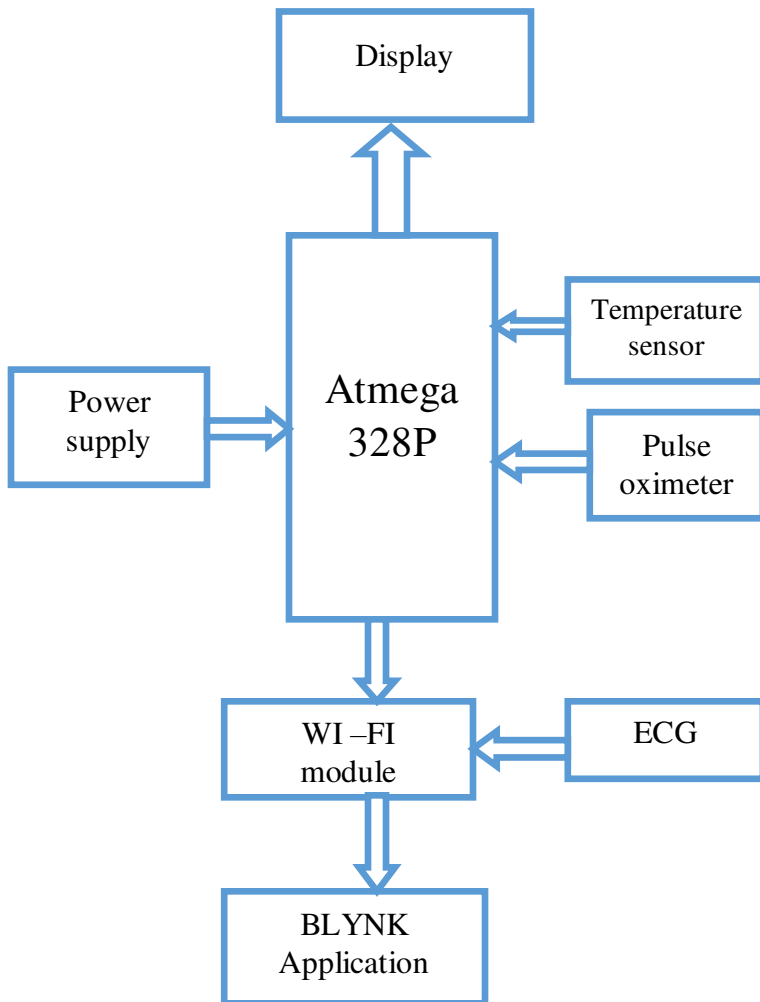 Display
Temperature
sensor
Atmega
328P
Power
supply
Pulse
oximeter
WI –FI
module
ECG
BLYNK
Application